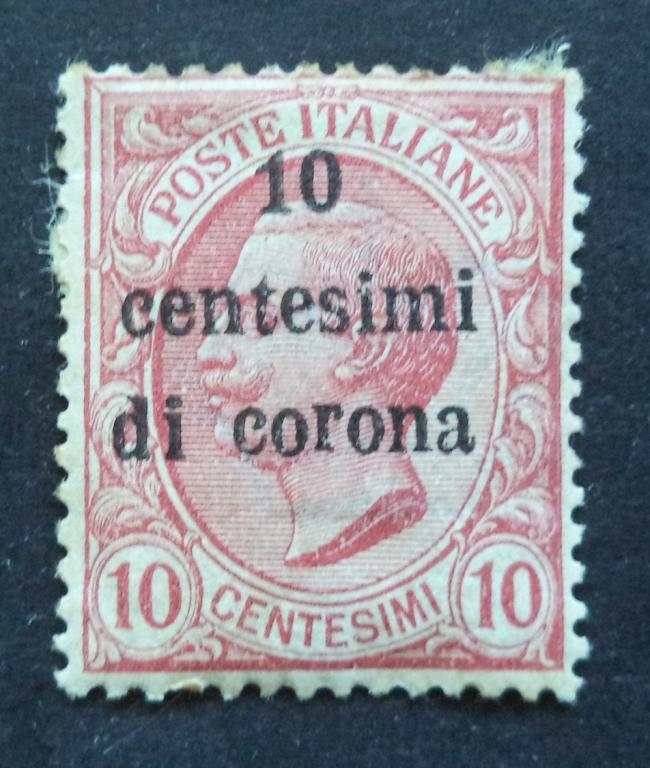 POSTE ITALIANE
10
centesimi
di corona
10 CENTESIMI 10